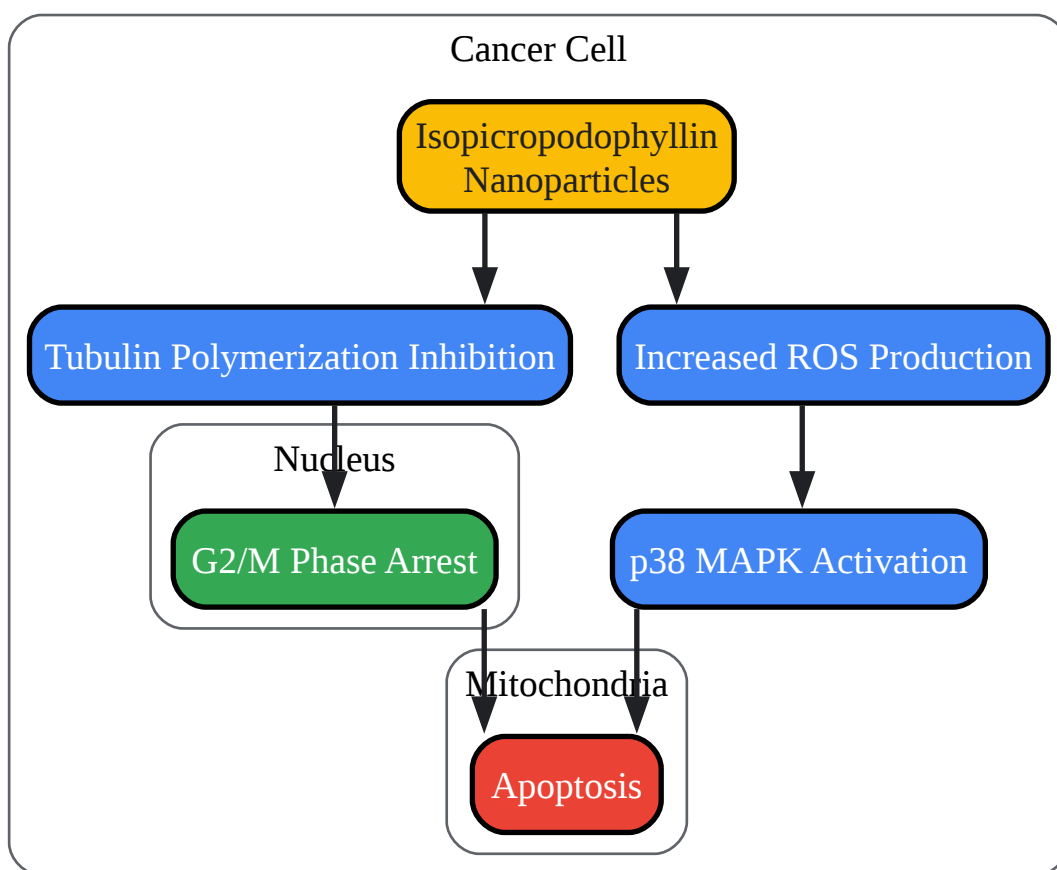 Cancer Cell
Isopicropodophyllin
Nanoparticles
Tubulin Polymerization Inhibition
Increased ROS Production
Nucleus
G2/M Phase Arrest
p38 MAPK Activation
Mitochondria
Apoptosis